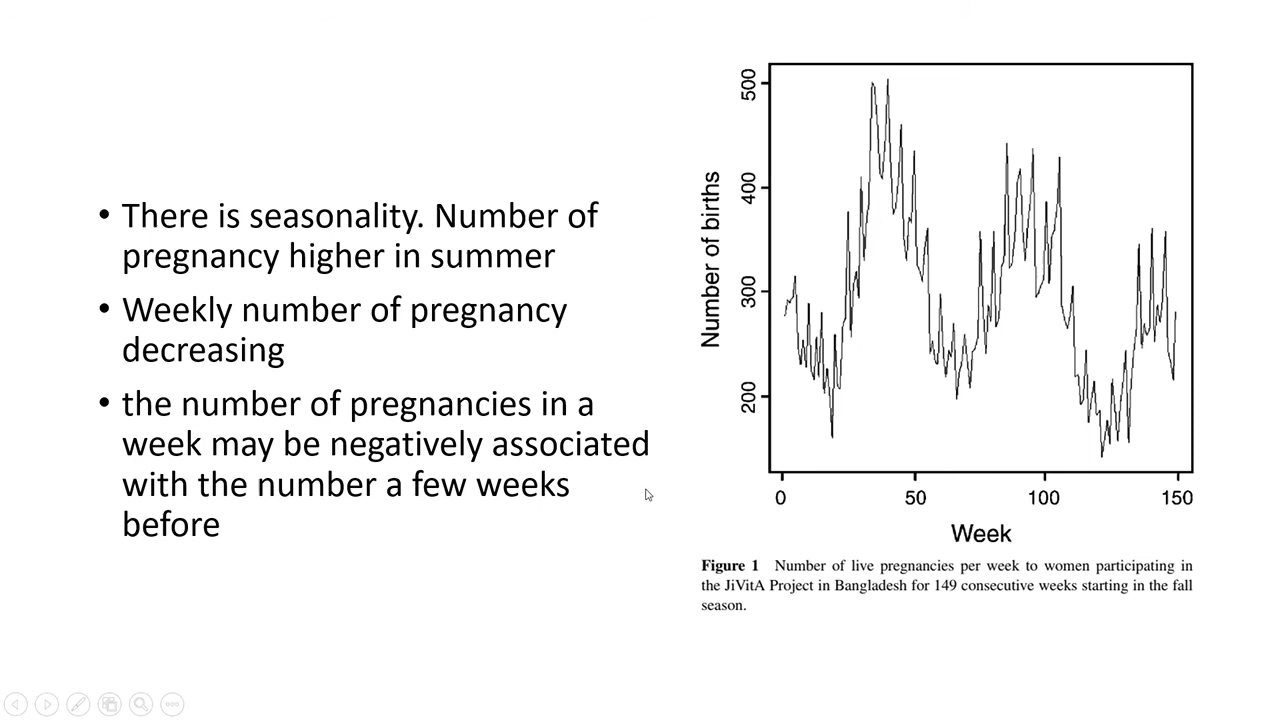 • There is seasonality. Number of
pregnancy higher in summer
• Weekly number of pregnancy
decreasing
• the number of pregnancies in a
week may be negatively associated
with the number a few weeks
before
Number of births
500
400
300
200
0 50 100 150
Week
Figure 1 Number of live pregnancies per week to women participating in
the JiVitA Project in Bangladesh for 149 consecutive weeks starting in the fall
season.